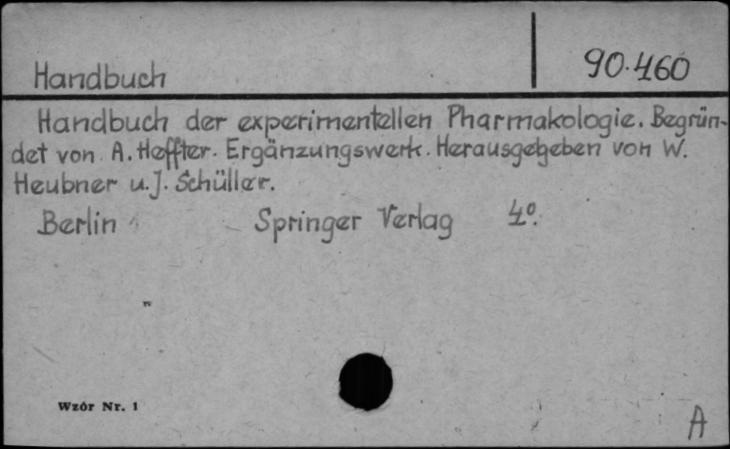 Handbuch
90.460
Handbuch der experimentellen Pharmakologie. Begrün-
det von A. Heffter. Ergänzungswerk. Herausgegeben von W.
Heubner u. J. Schüller.
Berlin Springer Verlag 4º.
Wzór Nr. 1
A